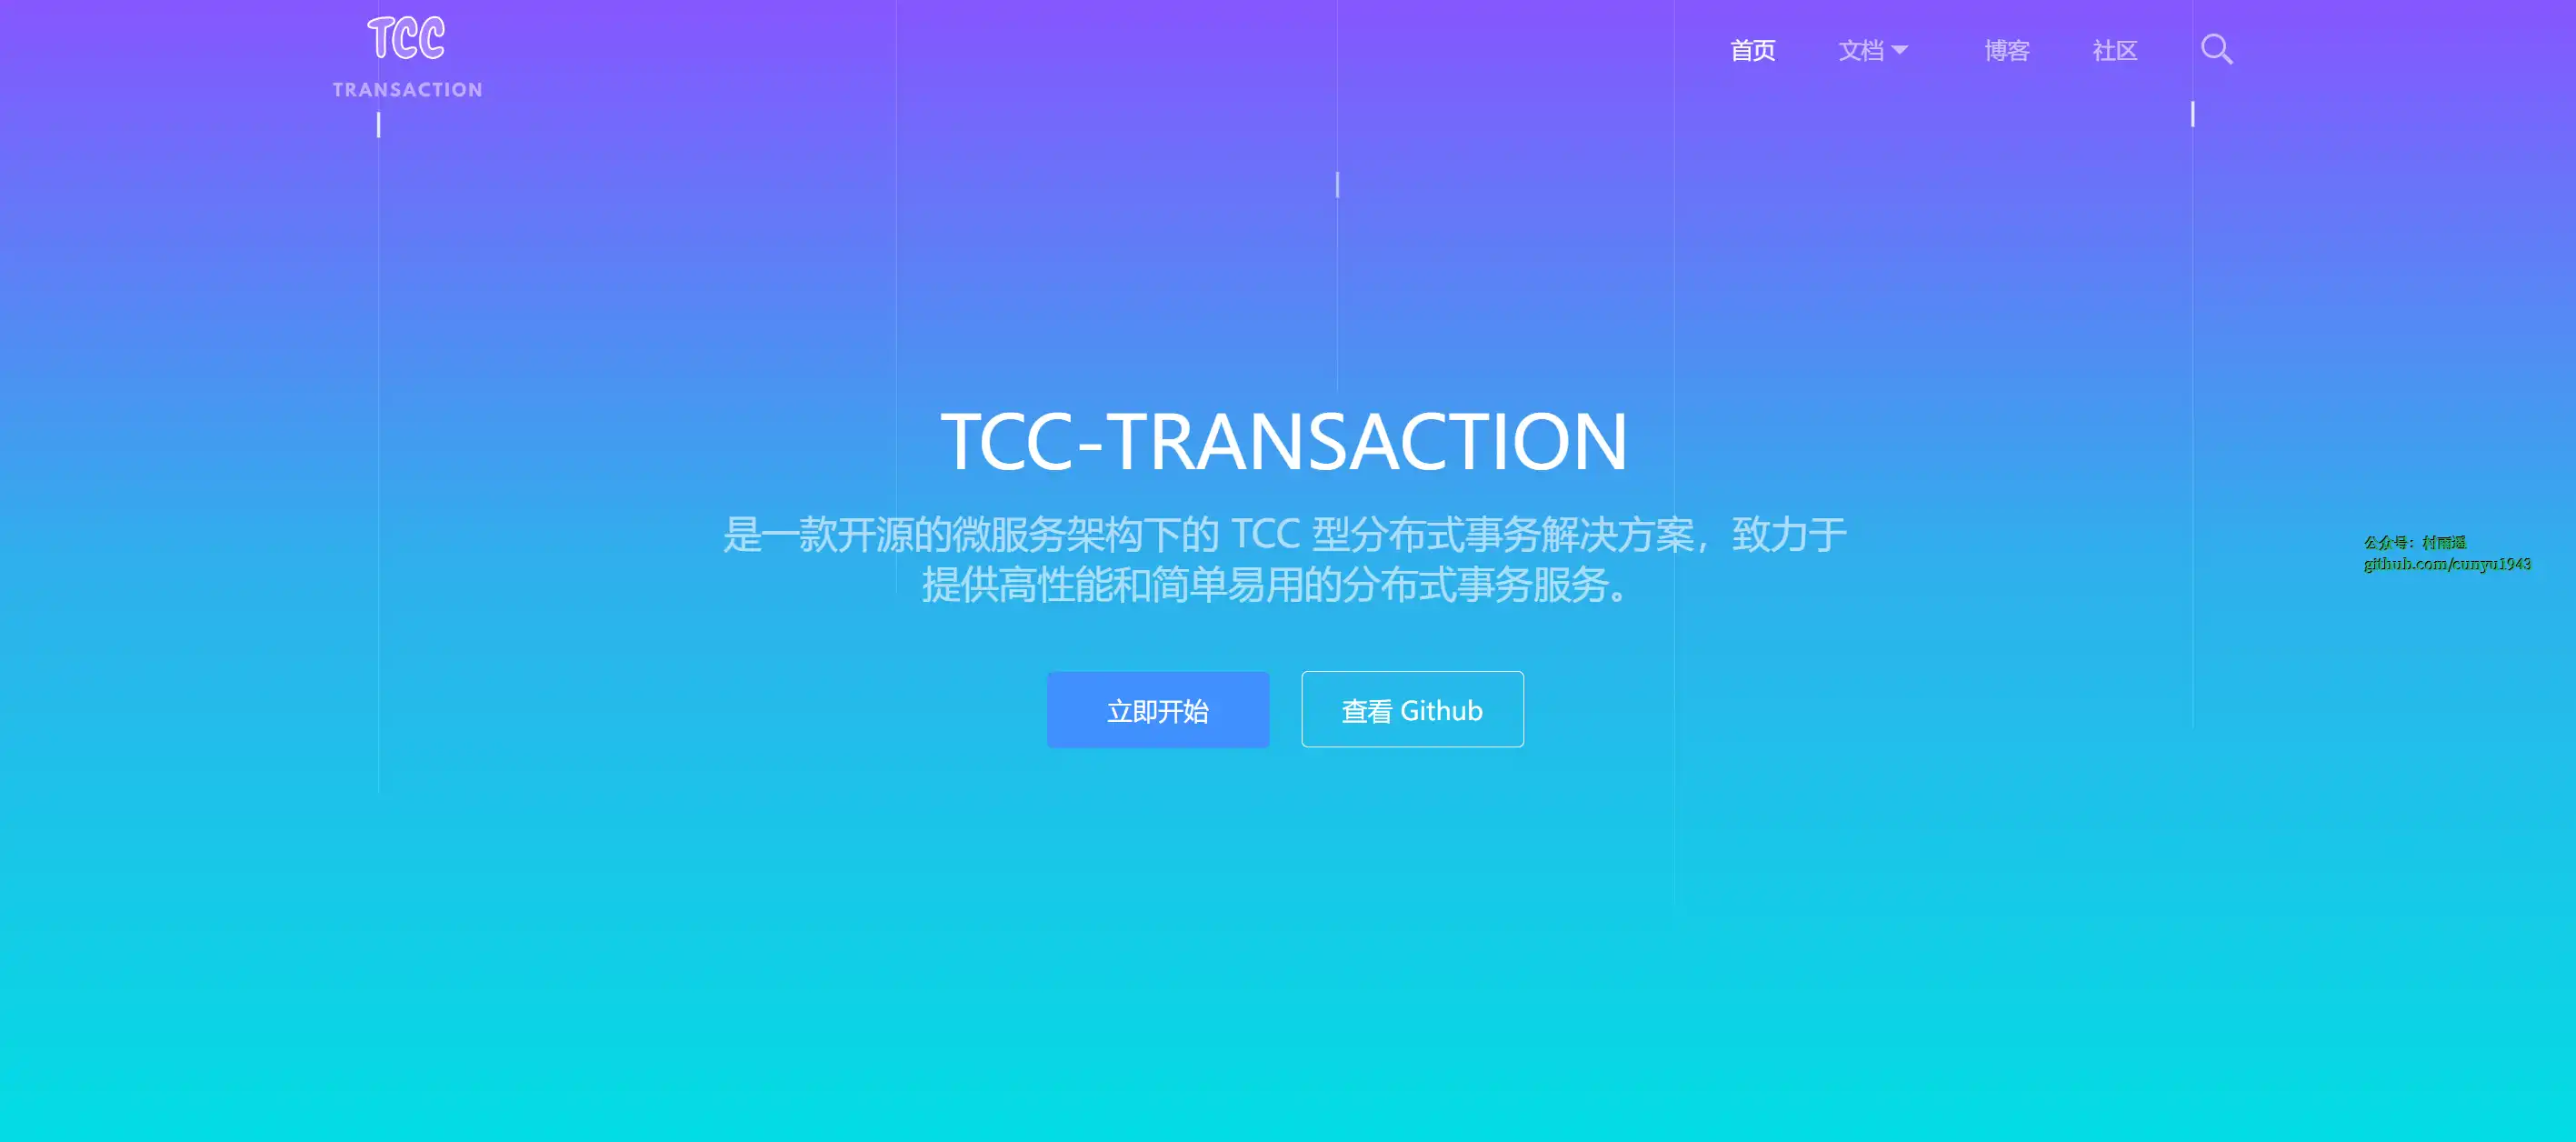 TCC
TRANSACTION
首页
文档
博客
社区
TCC-TRANSACTION
是一款开源的微服务架构下的 TCC 型分布式事务解决方案，致力于
提供高性能和简单易用的分布式事务服务。
公众号：村雨遥
github.com/cunyu1943
立即开始
查看 Github